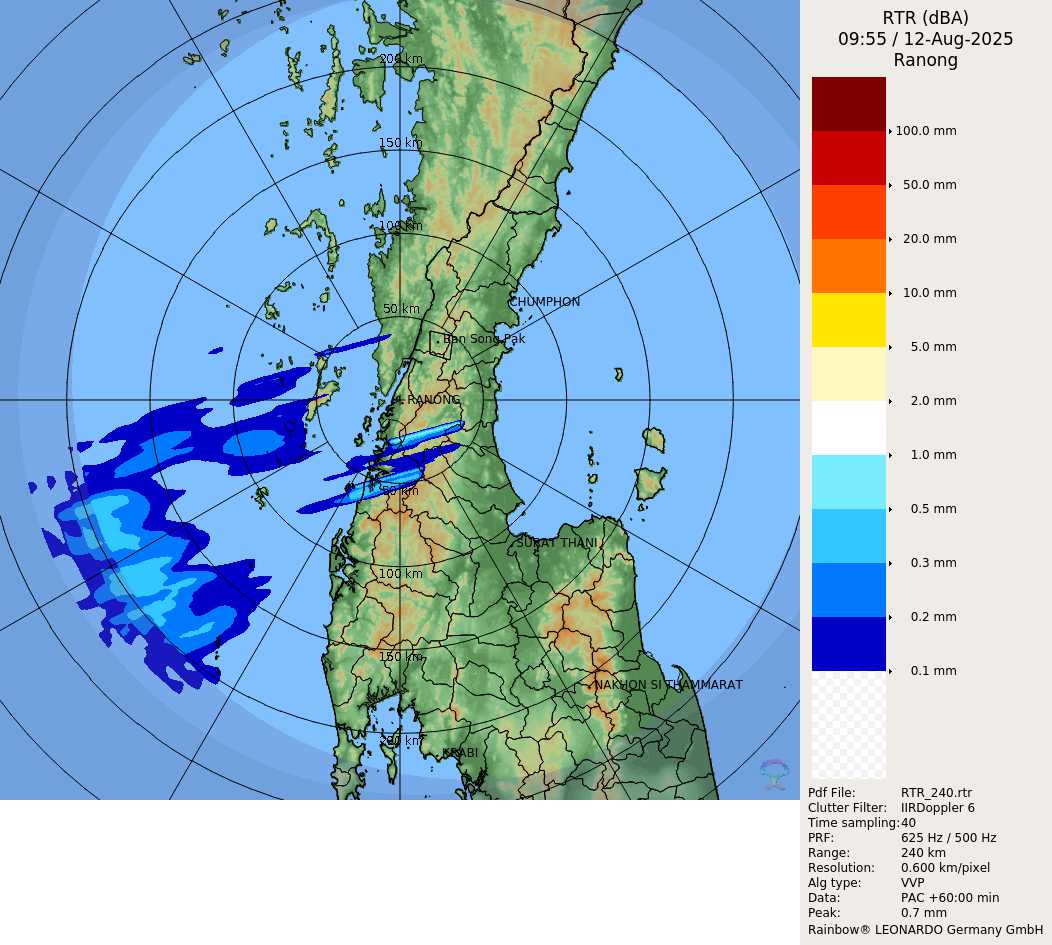 RTR (dBA)
09:55 / 12-Aug-2025
Ranong
100.0 mm
50.0 mm
20.0 mm
10.0 mm
5.0 mm
2.0 mm
1.0 mm
0.5 mm
0.3 mm
0.2 mm
0.1 mm
Pdf File: RTR_240.rtr
Clutter Filter: IIRDoppler 6
Time sampling: 40
PRF: 625 Hz / 500 Hz
Range: 240 km
Resolution: 0.600 km/pixel
Alg type: VVP
Data: PAC +60:00 min
Peak: 0.7 mm
Rainbow® LEONARDO Germany GmbH
200 km
150 km
100 km
50 km
CHUMPHON
Ban Song Pak
RANONG
50 km
SURAT THANI
100 km
150 km
NAKHON SI THAMMARAT
200 km
KRABI